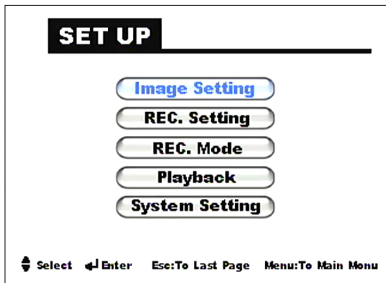 SET UP
Image Setting
REC. Setting
REC. Mode
Playback
System Setting
Select Enter Esc:To Last Page Menu:To Main Monu